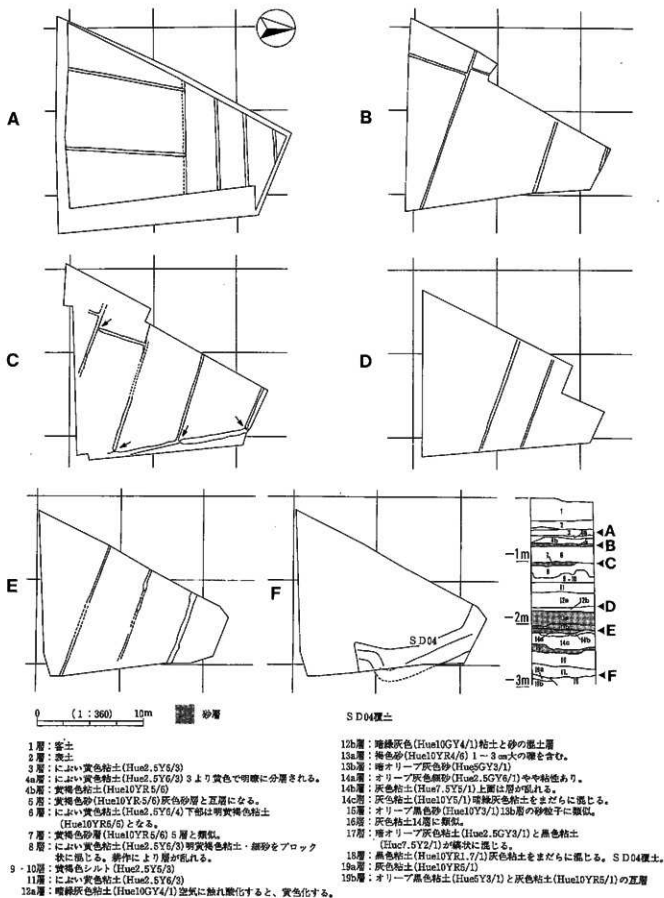 A
B
C
D
E
F
SD04
1
2
A
B
-1m
C
11
12a
12b
D
-2m
E
14c
14b
F
-3m
0 (1:360) 10m
砂層
SD04覆土
1層：客土
2層：炭土
3層：にぶい黄褐色粘土(Hue2.5Y6/3)
4a層：にぶい黄褐色粘土(Hue2.5Y6/3) 3より黄色で明瞭に分層される。
4b層：黄褐色粘土(Hue10YR5/6)
5層：黄褐色砂(Hue10YR5/6)灰色砂層と互層になる。
6層：にぶい黄色粘土(Hue2.5Y6/4)下部は明黄褐色粘土
(Hue10YR6/5)となる。
7層：黄褐色砂層(Hue10YR5/6) 5層と類似。
8層：にぶい黄色粘土(Hue2.5Y6/3)明黄褐色粘土・細砂をブロック
状に混じる。耕作により層が乱れる。
9・10層：黄褐色シルト(Hue2.5Y5/3)
11層：にぶい黄色粘土(Hue2.5Y6/3)
12a層：暗緑灰色粘土(Hue10GY4/1)空気に触れ酸化すると、黄色化する。
12b層：暗緑灰色(Hue10GY4/1)粘土と砂の混土層
13a層：褐色砂(Hue10YR4/6) 1～3cm大の礫を含む。
13b層：暗オリーブ灰色砂(Hue5GY3/1)
14a層：オリーブ灰色細砂(Hue2.5GY6/1)やや粘性あり。
14b層：灰色粘土(Hue7.5Y5/1)上面は層が乱れる。
14c層：灰色粘土(Hue10Y5/1)暗緑灰色粘土をまだらに混じる。
15層：オリーブ黒色砂(Hue10Y3/1)13b層の砂粒子に類似。
16層：灰色粘土14層に類似。
17層：暗オリーブ灰色粘土(Hue2.5GY3/1)と黒色粘土
(Hue7.5Y2/1)が縞状に混じる。
18層：黒色粘土(Hue10YR1.7/1)灰色粘土をまだらに混じる。SD04覆土。
19a層：灰色粘土(Hue10YR5/1)
19b層：オリーブ黒色粘土(Hue5Y3/1)と灰色粘土(Hue10YR5/1)の互層